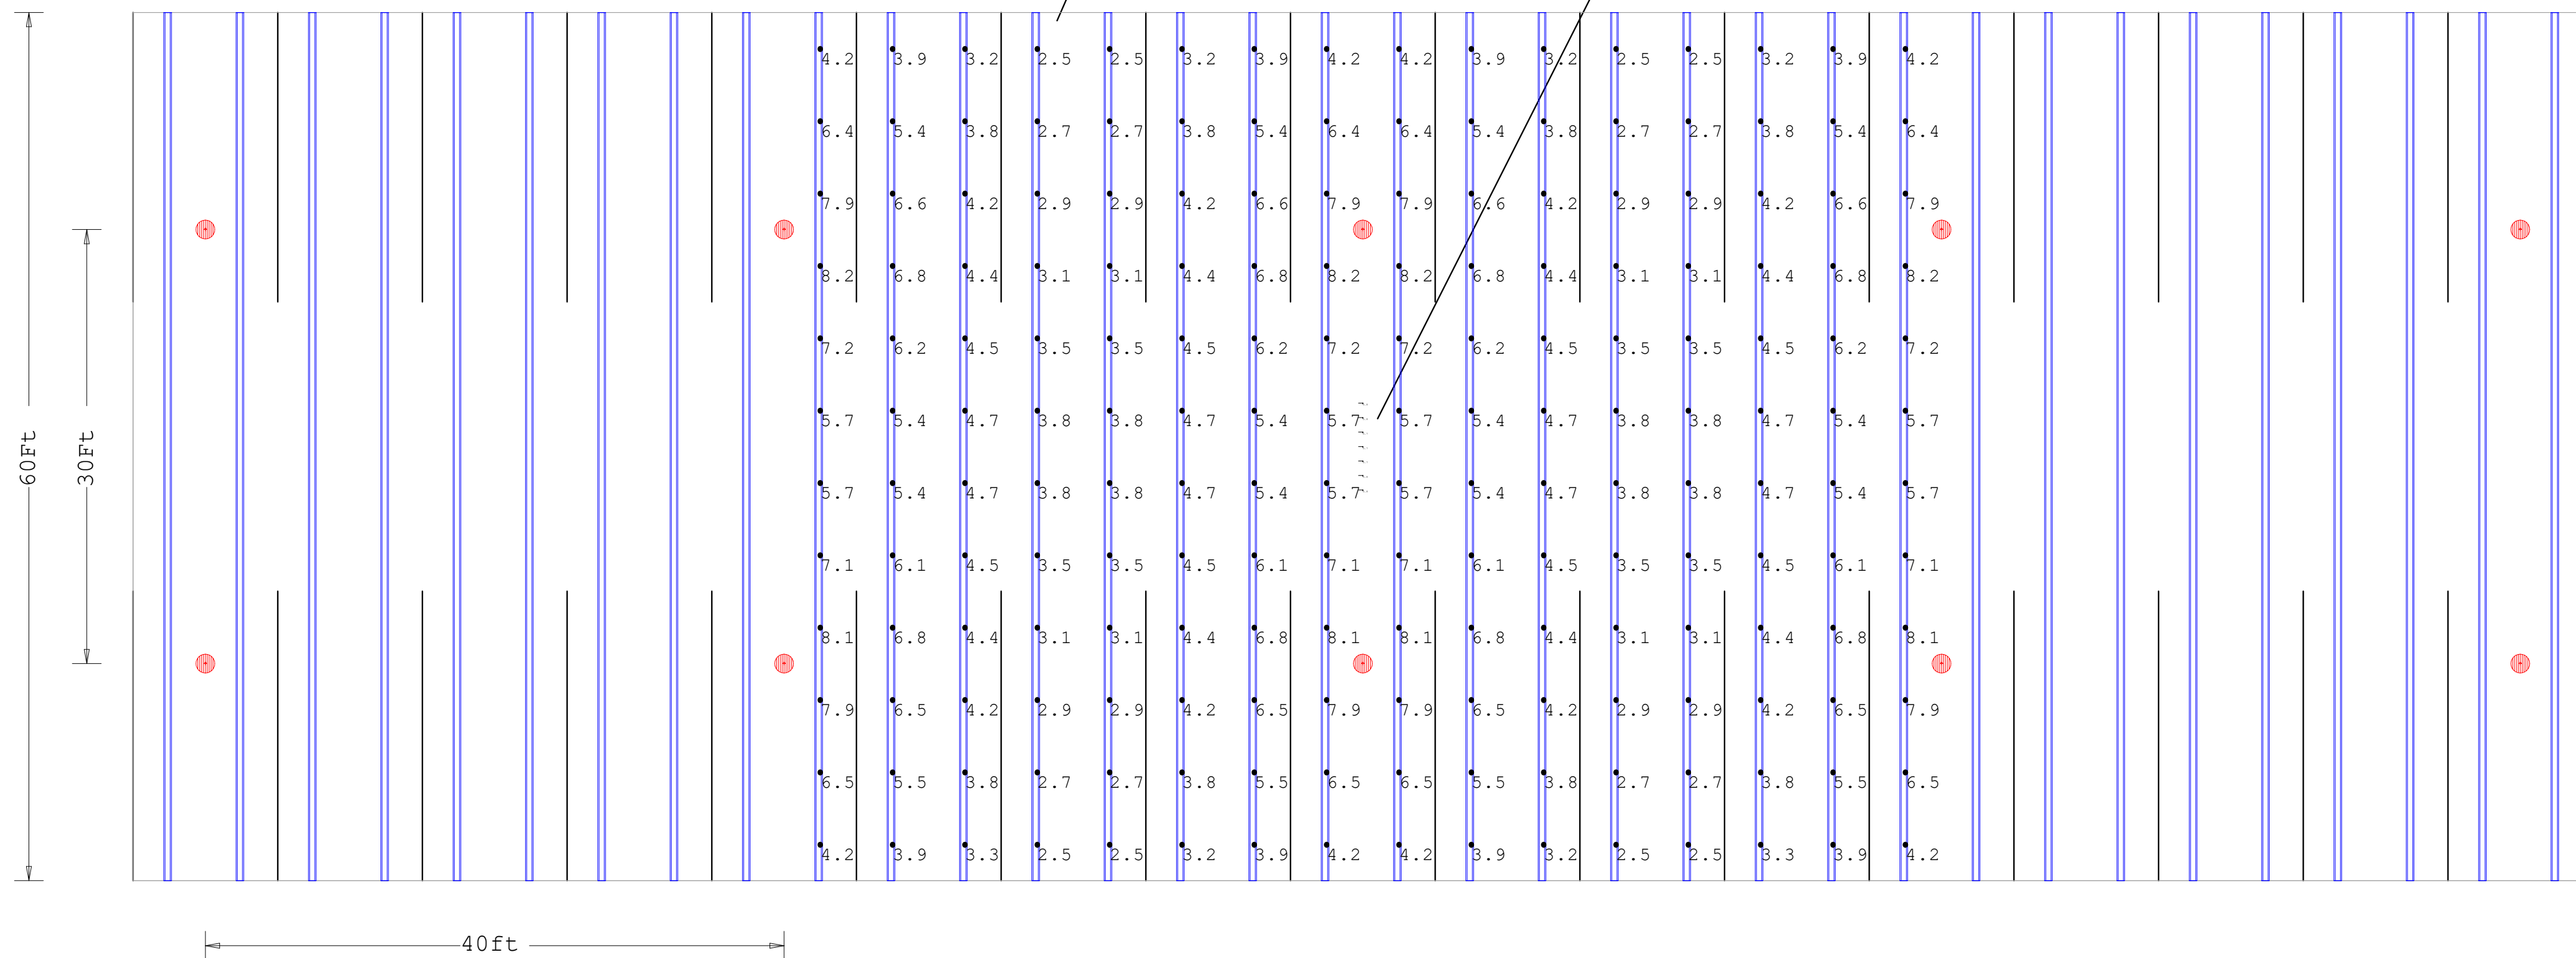 4.2 3.9 3.2 2.5 2.5 3.2 3.9 4.2 4.2 3.9 3.2 2.5 2.5 3.2 3.9 4.2
6.4 5.4 3.8 2.7 2.7 3.8 5.4 6.4 6.4 5.4 3.8 2.7 2.7 3.8 5.4 6.4
7.9 6.6 4.2 2.9 2.9 4.2 6.6 7.9 7.9 6.6 4.2 2.9 2.9 4.2 6.6 7.9
8.2 6.8 4.4 3.1 3.1 4.4 6.8 8.2 8.2 6.8 4.4 3.1 3.1 4.4 6.8 8.2
7.2 6.2 4.5 3.5 3.5 4.5 6.2 7.2 7.2 6.2 4.5 3.5 3.5 4.5 6.2 7.2
5.7 5.4 4.7 3.8 3.8 4.7 5.4 5.7 5.7 5.4 4.7 3.8 3.8 4.7 5.4 5.7
60Ft
30Ft
5.7 5.4 4.7 3.8 3.8 4.7 5.4 5.7 5.7 5.4 4.7 3.8 3.8 4.7 5.4 5.7
7.1 6.1 4.5 3.5 3.5 4.5 6.1 7.1 7.1 6.1 4.5 3.5 3.5 4.5 6.1 7.1
8.1 6.8 4.4 3.1 3.1 4.4 6.8 8.1 8.1 6.8 4.4 3.1 3.1 4.4 6.8 8.1
7.9 6.5 4.2 2.9 2.9 4.2 6.5 7.9 7.9 6.5 4.2 2.9 2.9 4.2 6.5 7.9
6.5 5.5 3.8 2.7 2.7 3.8 5.5 6.5 6.5 5.5 3.8 2.7 2.7 3.8 5.5 6.5
4.2 3.9 3.3 2.5 2.5 3.2 3.9 4.2 4.2 3.9 3.2 2.5 2.5 3.3 3.9 4.2
40ft